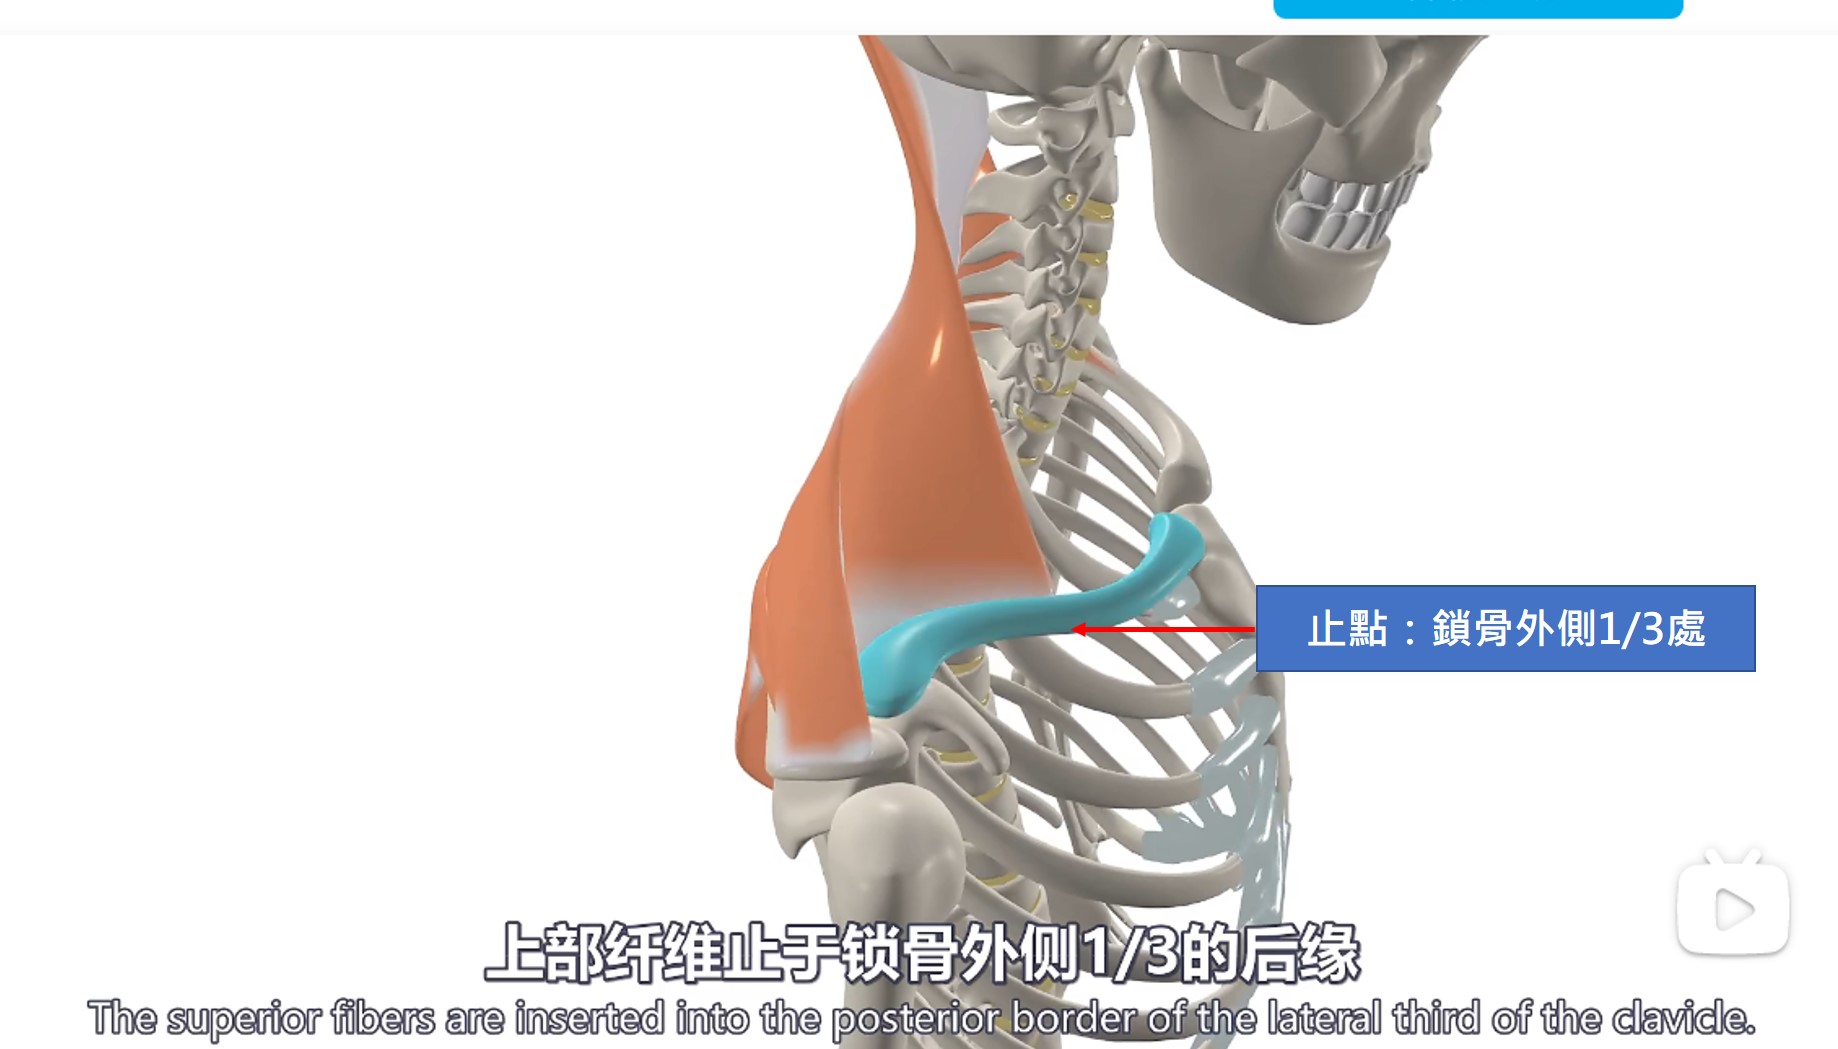 止點：鎖骨外側1/3處
上部纤维止于锁骨外侧1/3的后缘
The superior fibers are inserted into the posterior border of the lateral third of the clavicle.